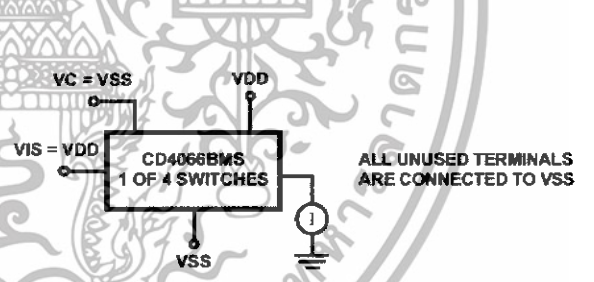 VC = VSS
VDD
VIS = VDD
CD4066BMS
1 OF 4 SWITCHES
ALL UNUSED TERMINALS
ARE CONNECTED TO VSS
I
VSS